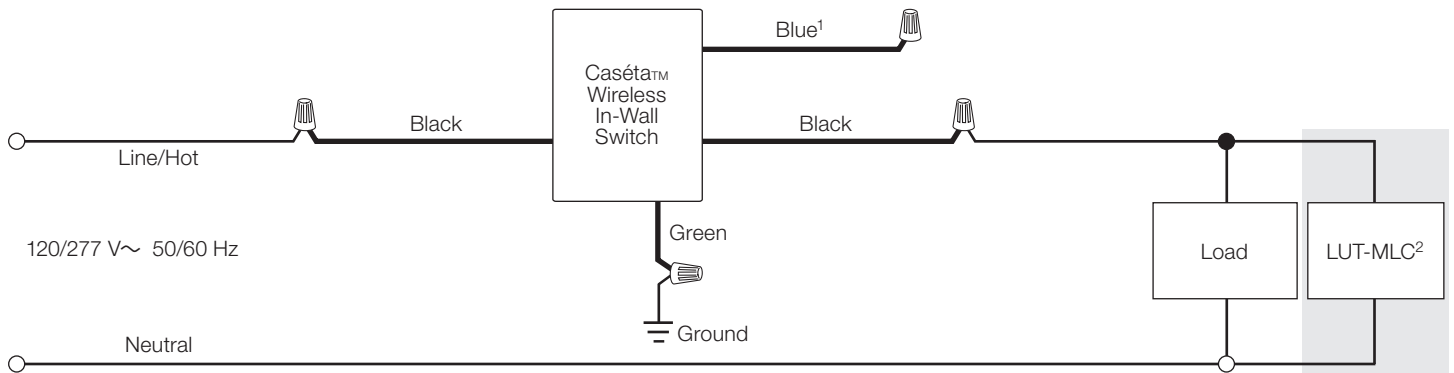 Blue¹
Caséta™
Wireless
In-Wall
Switch
Black
Black
Line/Hot
Green
120/277 V~ 50/60 Hz
Load
LUT-MLC²
Ground
Neutral